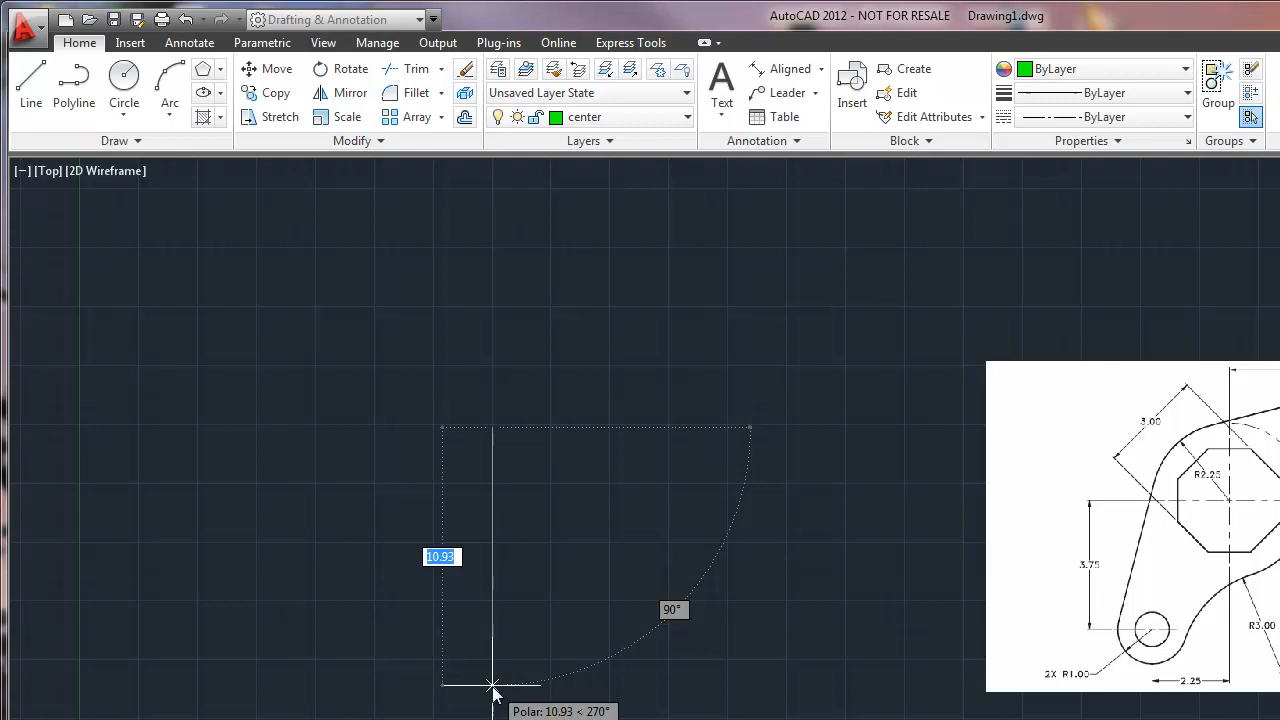 Drafting & Annotation
AutoCAD 2012 - NOT FOR RESALE Drawing1.dwg
Home Insert Annotate Parametric View Manage Output Plug-ins Online Express Tools
Line Polyline Circle Arc
Move Rotate Trim
Copy Mirror Fillet
Stretch Scale Array
Unsaved Layer State
center
Text
Aligned
Leader
Table
Insert
Create
Edit
Edit Attributes
ByLayer
ByLayer
ByLayer
Group
Draw Modify Layers Annotation Block Properties Groups
[−] [Top] [2D Wireframe]
10.93
90°
Polar: 10.93 < 270°
3.00
R2.25
3.75
R3.00
2X R1.00
2.25